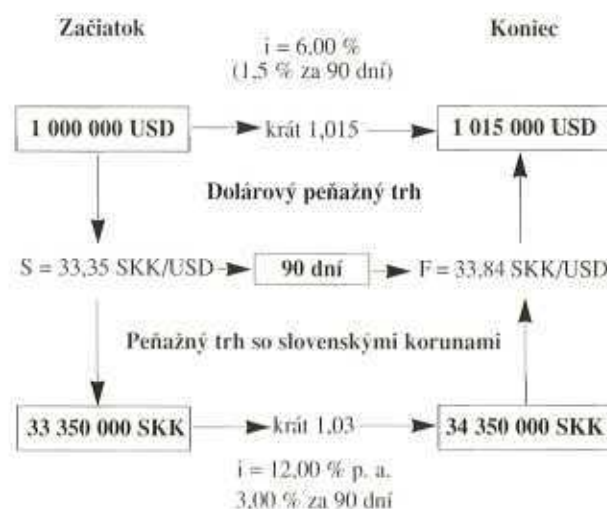 Začiatok
Koniec
i = 6,00 %
(1,5 % za 90 dní)
1 000 000 USD
krát 1,015
1 015 000 USD
Dolárový peňažný trh
S = 33,35 SKK/USD
90 dní
F = 33,84 SKK/USD
Peňažný trh so slovenskými korunami
33 350 000 SKK
krát 1,03
34 350 000 SKK
i = 12,00 % p. a.
3,00 % za 90 dní